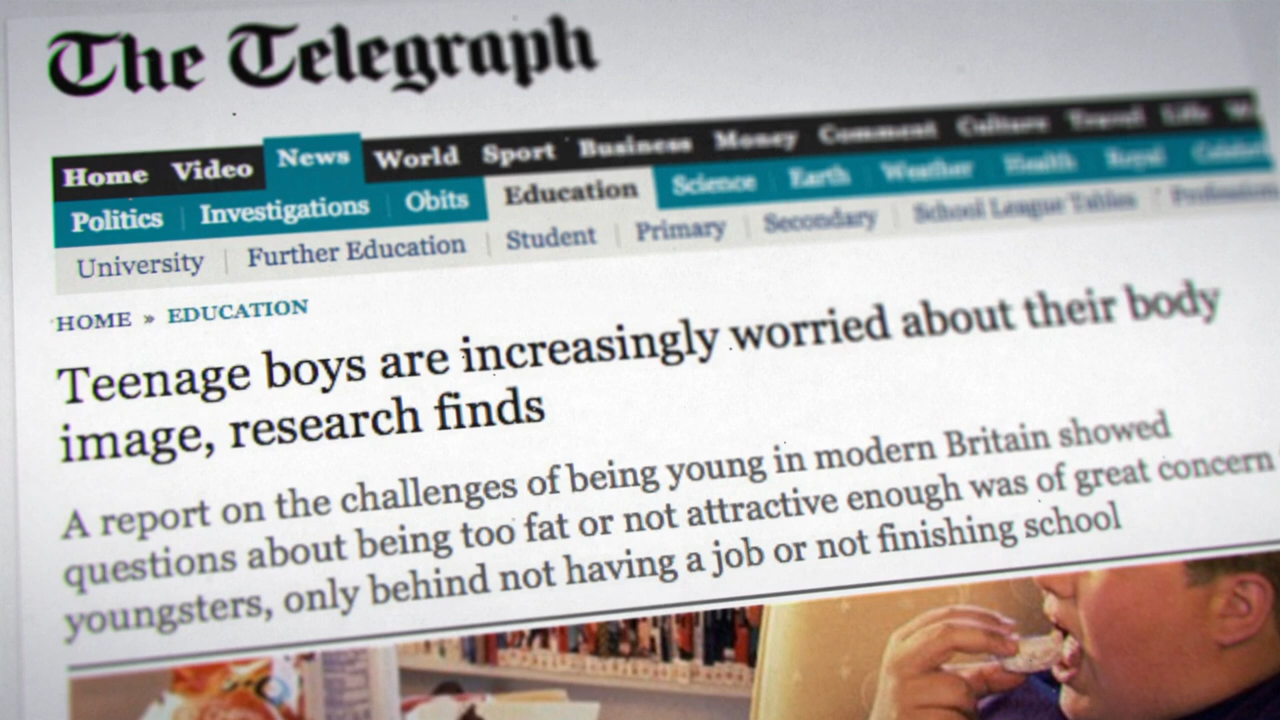 The Telegraph
Home Video News World Sport Business Money Comment Culture Travel Life
Politics Investigations Obits Education Science Earth Weather Health Royal
University Further Education Student Primary Secondary School League Tables
HOME » EDUCATION
Teenage boys are increasingly worried about their body
image, research finds
A report on the challenges of being young in modern Britain showed
questions about being too fat or not attractive enough was of great concern
youngsters, only behind not having a job or not finishing school